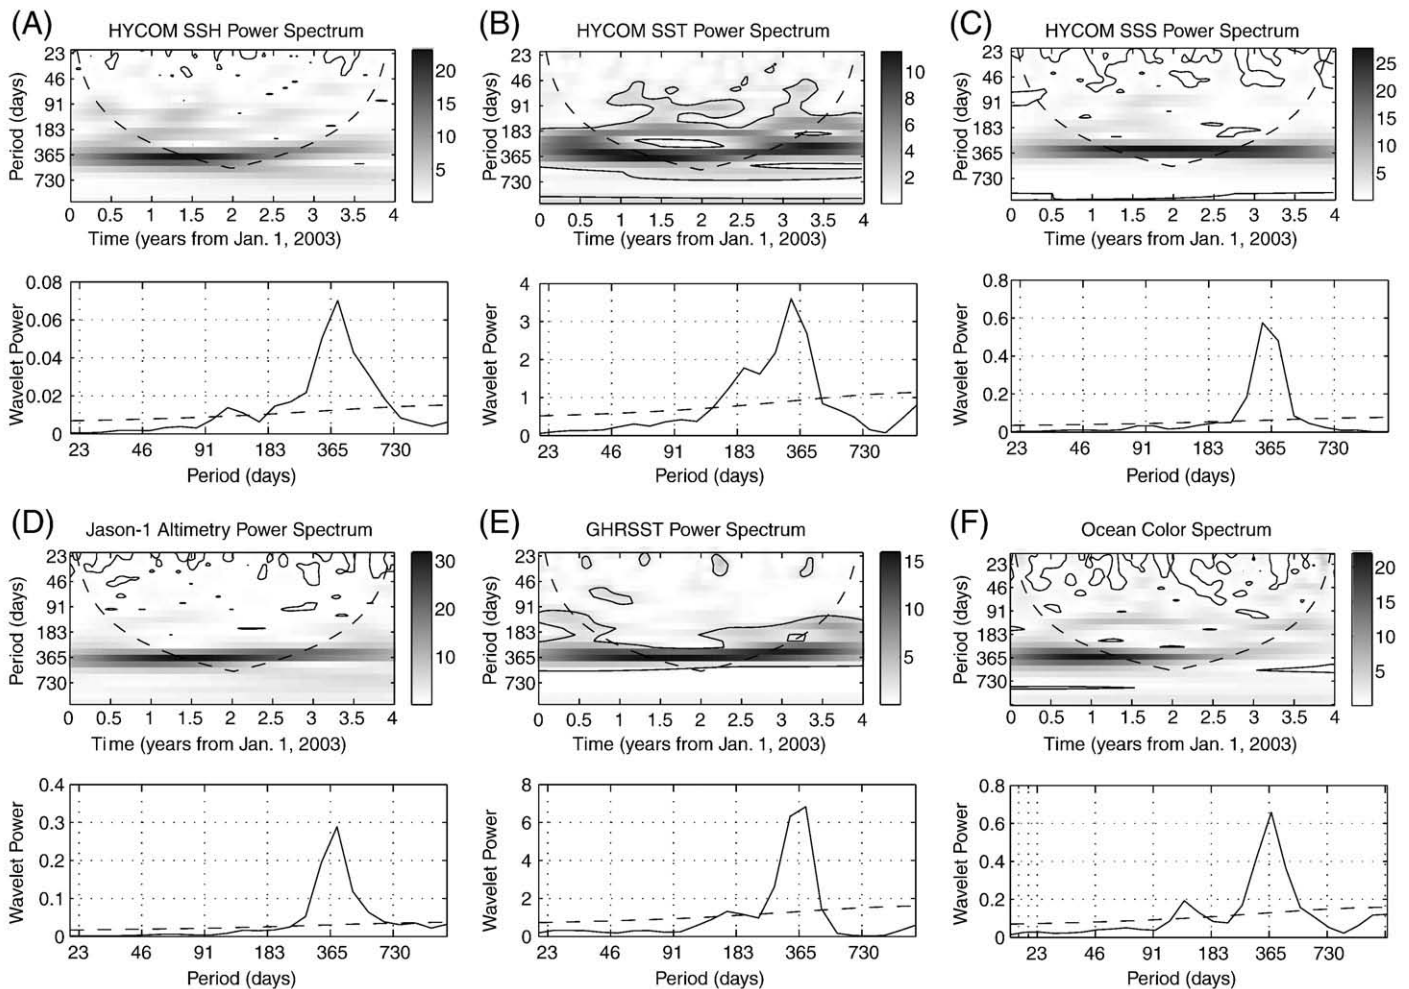 (A)
HYCOM SSH Power Spectrum
Period (days)
23
46
91
183
365
730
0 0.5 1 1.5 2 2.5 3 3.5 4
20
15
10
5
Time (years from Jan. 1, 2003)
Wavelet Power
0.08
0.06
0.04
0.02
0
23 46 91 183 365 730
Period (days)
(B)
HYCOM SST Power Spectrum
Period (days)
23
46
91
183
365
730
0 0.5 1 1.5 2 2.5 3 3.5 4
10
8
6
4
2
Time (years from Jan. 1, 2003)
Wavelet Power
4
3
2
1
0
23 46 91 183 365 730
Period (days)
(C)
HYCOM SSS Power Spectrum
Period (days)
23
46
91
183
365
730
0 0.5 1 1.5 2 2.5 3 3.5 4
25
20
15
10
5
Time (years from Jan. 1, 2003)
Wavelet Power
0.8
0.6
0.4
0.2
0
23 46 91 183 365 730
Period (days)
(D)
Jason-1 Altimetry Power Spectrum
Period (days)
23
46
91
183
365
730
0 0.5 1 1.5 2 2.5 3 3.5 4
30
20
10
Time (years from Jan. 1, 2003)
Wavelet Power
0.4
0.3
0.2
0.1
0
23 46 91 183 365 730
Period (days)
(E)
GHRSST Power Spectrum
Period (days)
23
46
91
183
365
730
0 0.5 1 1.5 2 2.5 3 3.5 4
15
10
5
Time (years from Jan. 1, 2003)
Wavelet Power
8
6
4
2
0
23 46 91 183 365 730
Period (days)
(F)
Ocean Color Spectrum
Period (days)
23
46
91
183
365
730
0 0.5 1 1.5 2 2.5 3 3.5 4
20
15
10
5
Time (years from Jan. 1, 2003)
Wavelet Power
0.8
0.6
0.4
0.2
0
23 46 91 183 365 730
Period (days)